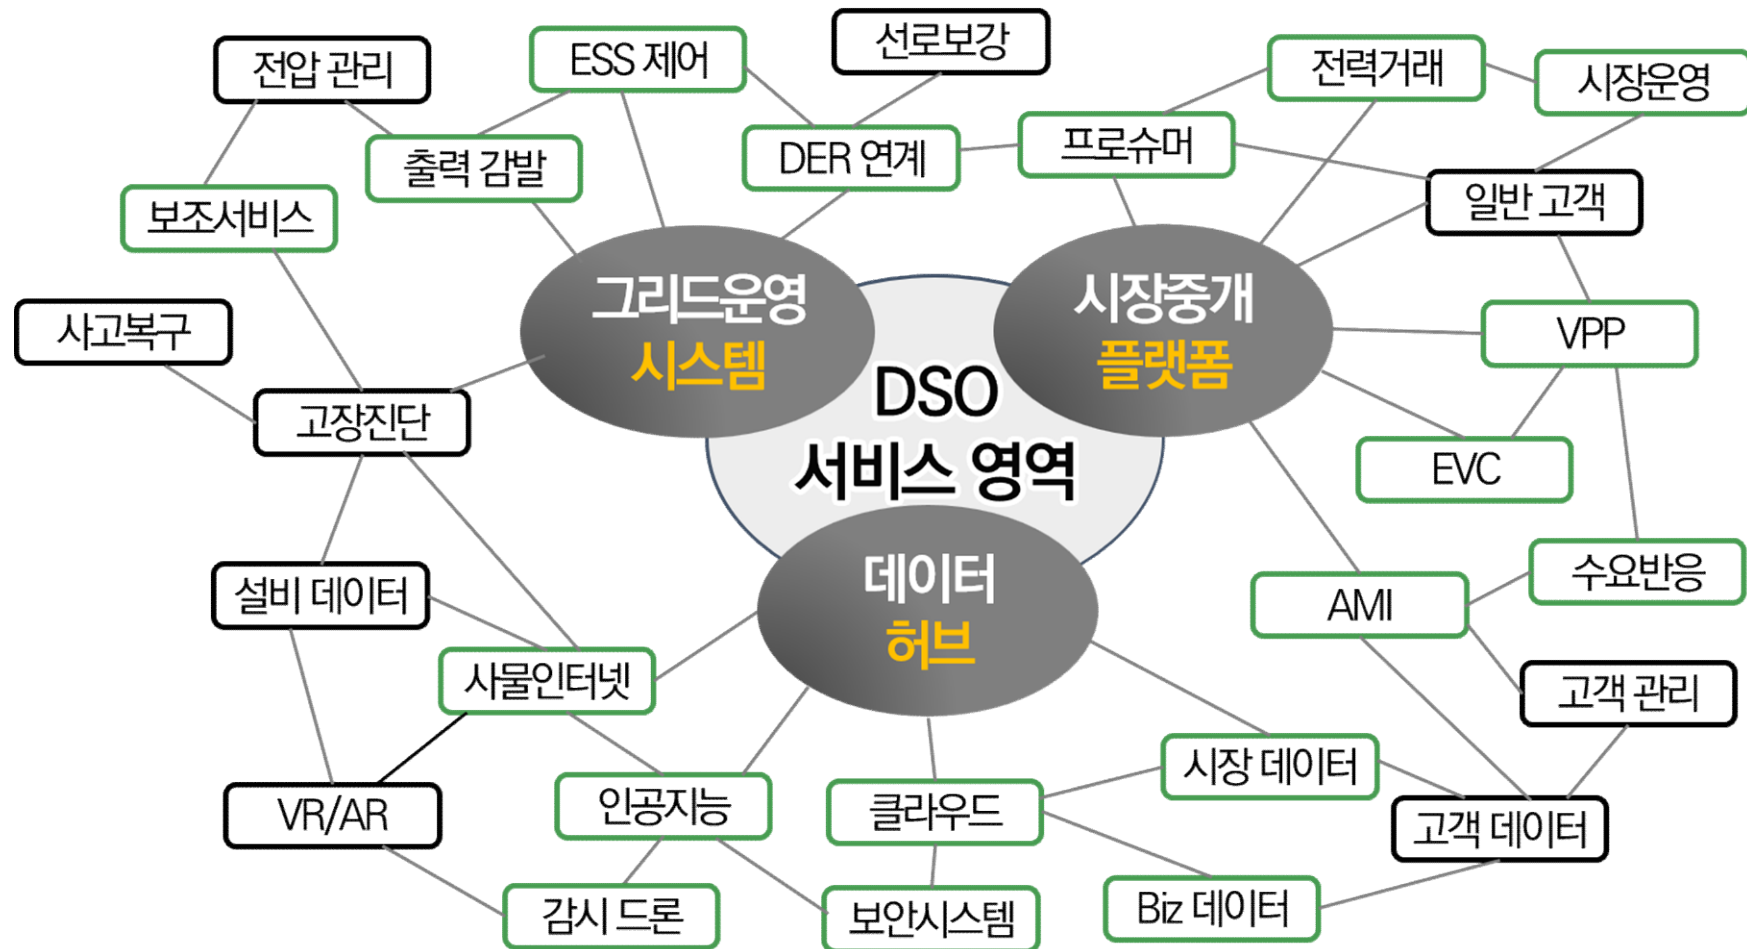 선로보강
ESS 제어
전압 관리
전력거래
시장운영
프로슈머
DER 연계
출력 감발
일반 고객
보조서비스
그리드운영
시스템
시장중개
플랫폼
사고복구
VPP
DSO
서비스 영역
고장진단
EVC
데이터
허브
수요반응
설비 데이터
AMI
사물인터넷
고객 관리
시장 데이터
인공지능
클라우드
VR/AR
고객 데이터
감시 드론
보안시스템
Biz 데이터